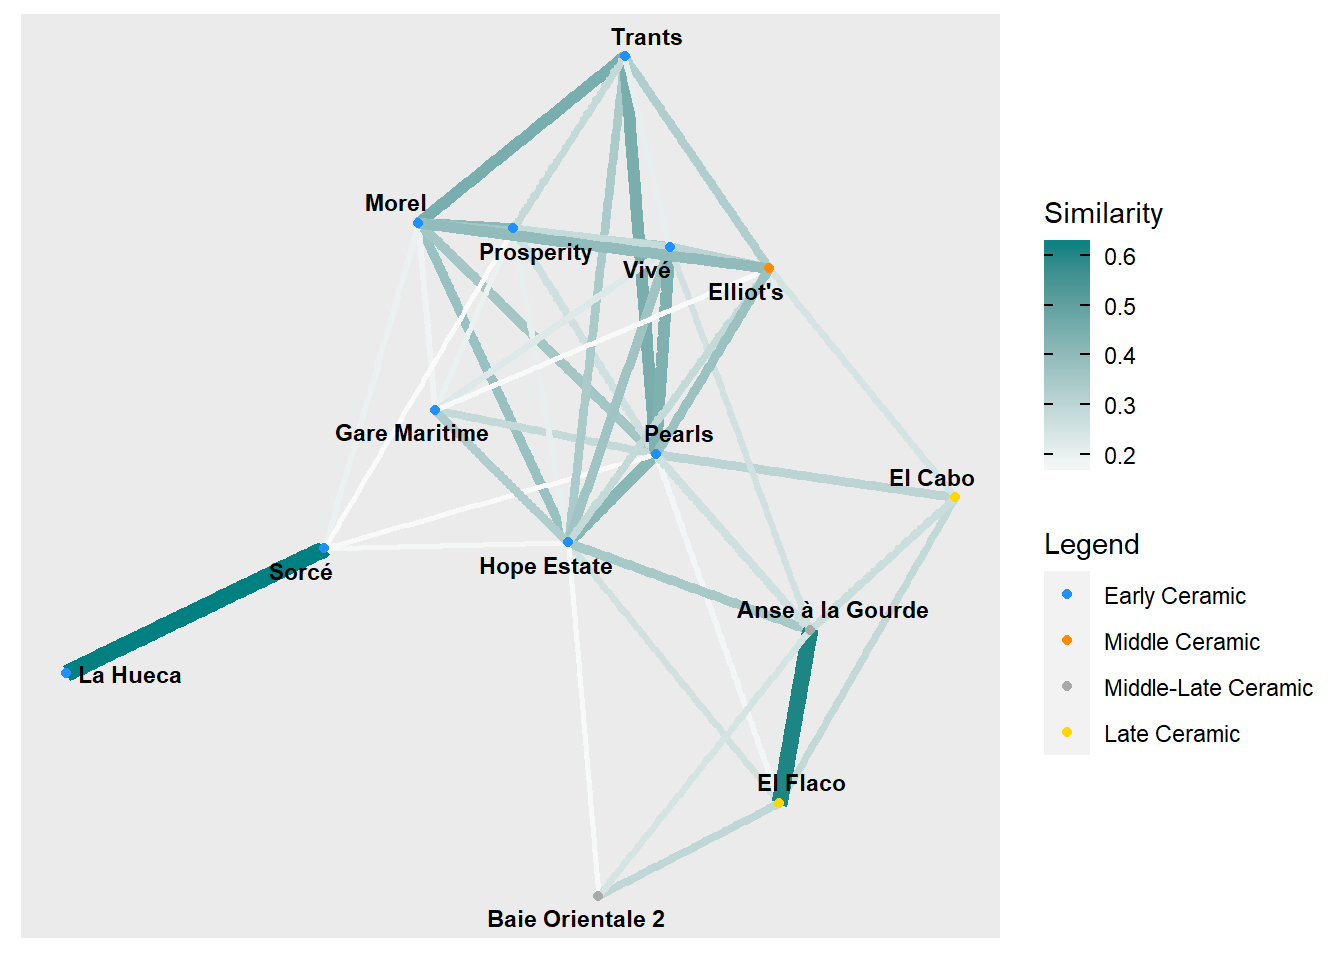 Trants
Morel
Prosperity
Vivé
Elliot's
Gare Maritime
Pearls
El Cabo
Sorcé
Hope Estate
Anse à la Gourde
La Hueca
El Flaco
Baie Orientale 2
Similarity
0.6
0.5
0.4
0.3
0.2
Legend
Early Ceramic
Middle Ceramic
Middle-Late Ceramic
Late Ceramic